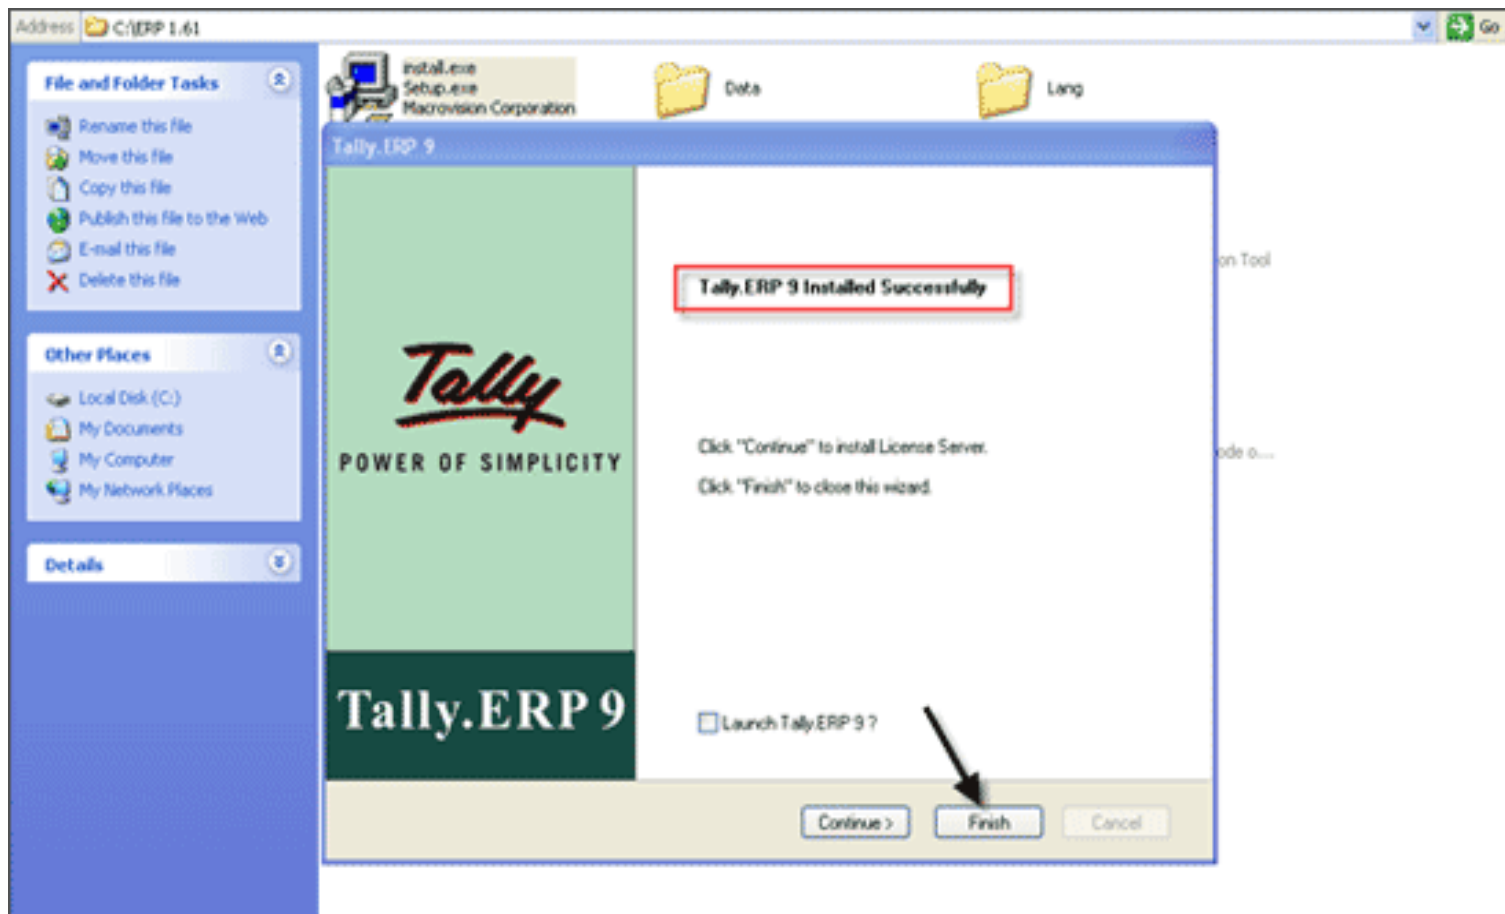 Address C:\ERP 1.61 Go
File and Folder Tasks
Rename this file
Move this file
Copy this file
Publish this file to the Web
E-mail this file
Delete this file
Other Places
Local Disk (C:)
My Documents
My Computer
My Network Places
Details
install.exe
Setup.exe
Macrovision Corporation
Data
Lang
on Tool
ode o....
Tally.ERP 9
Tally
POWER OF SIMPLICITY
Tally.ERP 9
Tally.ERP 9 Installed Successfully
Click "Continue" to install License Server.
Click "Finish" to close this wizard.
Launch Tally.ERP 9 ?
Continue > Finish Cancel